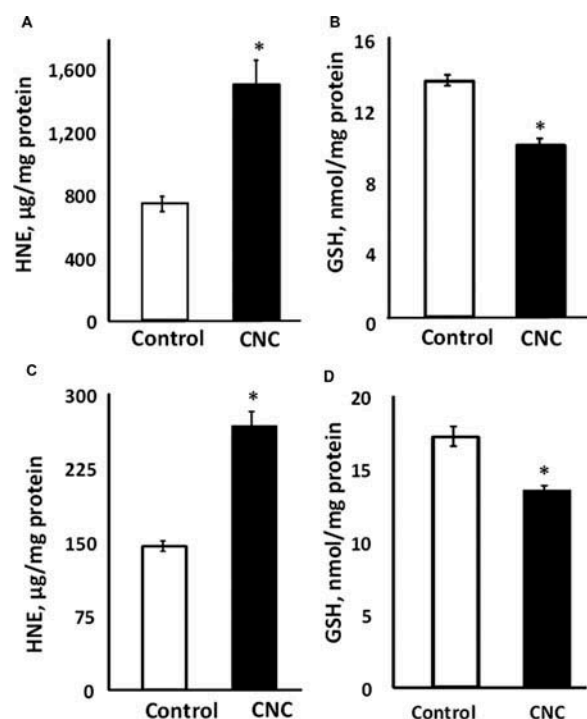 A
HNE, µg/mg protein
1,600
1,200
800
400
0
*
Control CNC
B
GSH, nmol/mg protein
16
12
8
4
0
*
Control CNC
C
HNE, µg/mg protein
300
225
150
75
0
*
Control CNC
D
GSH, nmol/mg protein
20
15
10
5
0
*
Control CNC